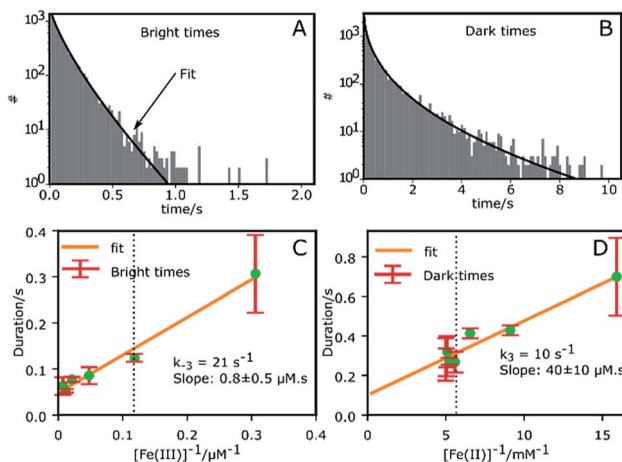 A
Bright times
Fit
#
10³
10²
10¹
10⁰
0.0 0.5 1.0 1.5 2.0
time/s
B
Dark times
#
10³
10²
10¹
10⁰
0 2 4 6 8 10
time/s
C
fit
Bright times
Duration/s
0.4
0.3
0.2
0.1
0.0
k₋₃ = 21 s⁻¹
Slope: 0.8±0.5 µM.s
0.0 0.1 0.2 0.3 0.4
[Fe(III)]⁻¹/µM⁻¹
D
fit
Dark times
Duration/s
0.8
0.6
0.4
0.2
0.0
k₃ = 10 s⁻¹
Slope: 40±10 µM.s
0 5 10 15
[Fe(II)]⁻¹/mM⁻¹